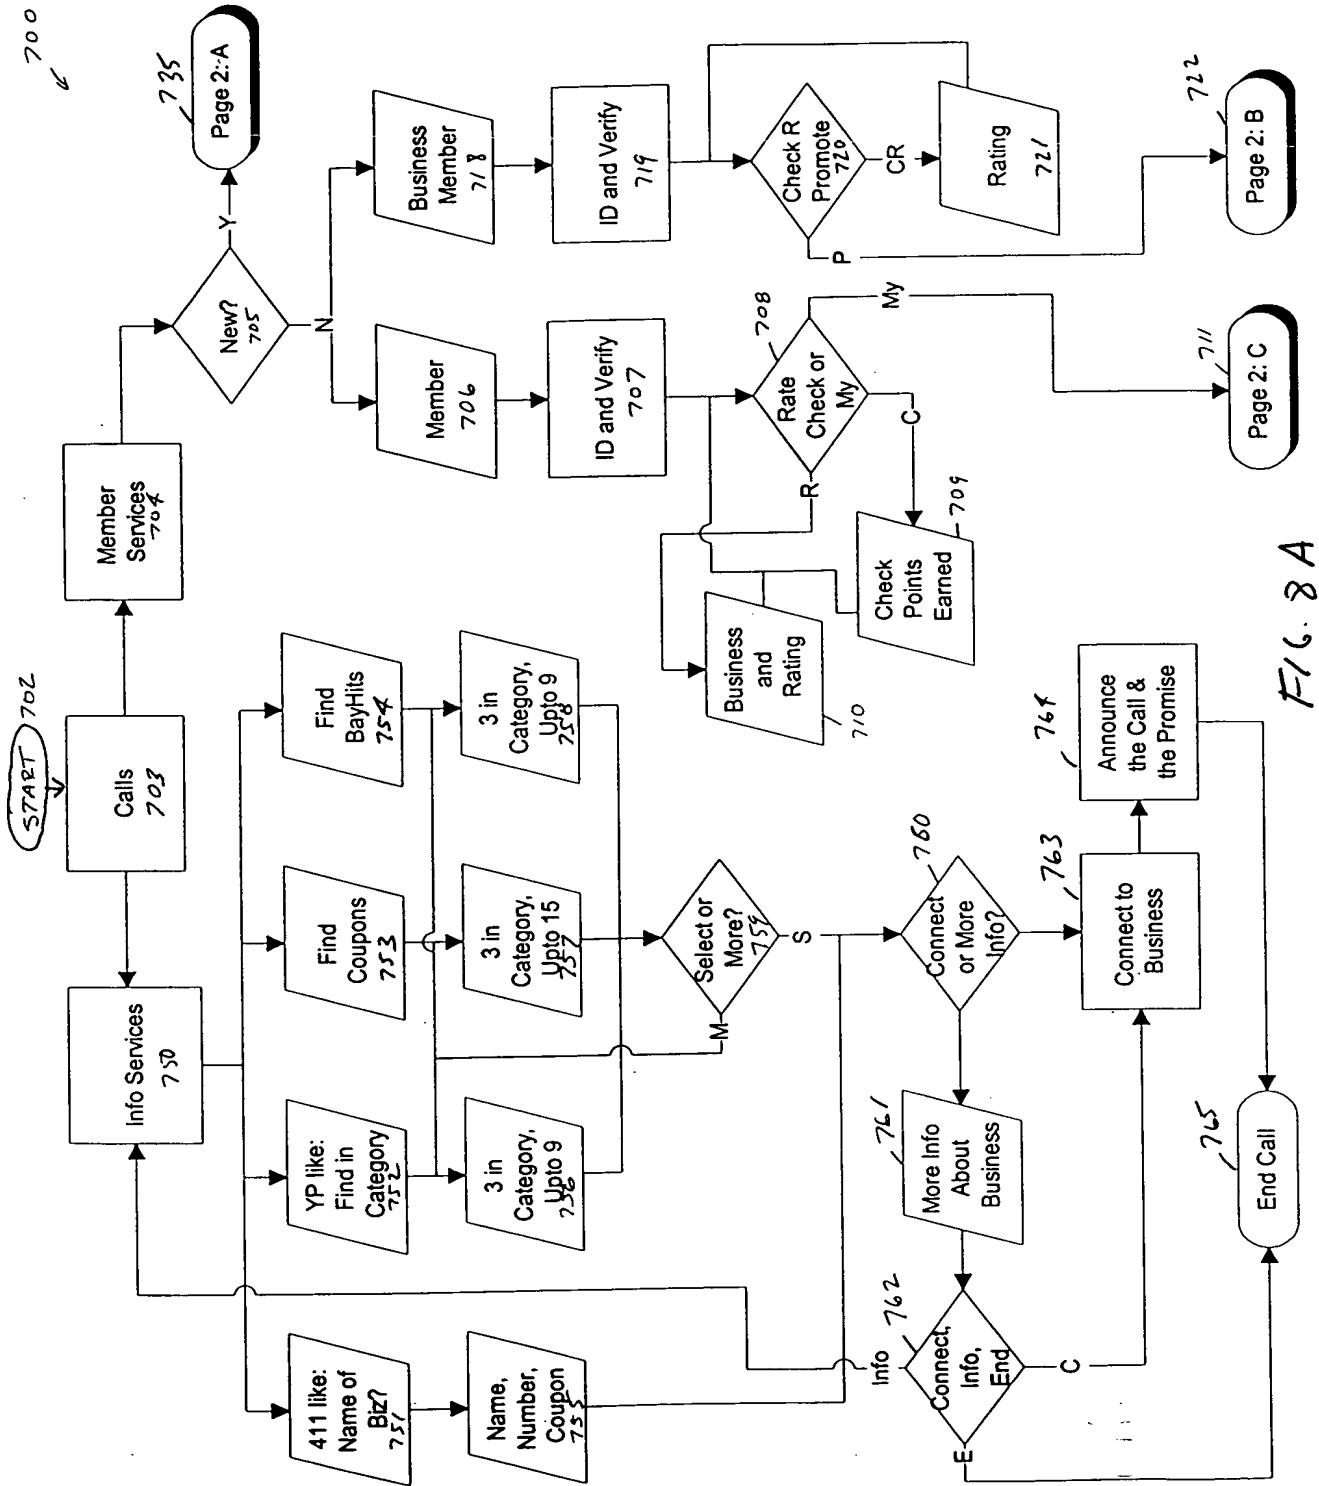 700
START
702
Calls
703
Info Services
750
Member
Services
704
New?
705
Y
Page 2: A
735
N
Member
706
Business
Member
718
ID and Verify
707
ID and Verify
719
Rate
Check or
My
708
R
C
My
Check R
Promote
720
CR
P
Rating
721
Page 2: B
722
Business
and
Rating
710
Check
Points
Earned
709
Page 2: C
711
411 like:
Name of
Biz?
751
YP like:
Find in
Category
752
Find
Coupons
753
Find
BayHits
754
Name,
Number,
Coupon
755
3 in
Category,
Upto 9
756
3 in
Category,
Upto 15
757
3 in
Category,
Upto 9
758
Select or
More?
759
M
S
Connect
or More
Info?
760
More Info
About
Business
761
Connect,
Info,
End
762
Info
C
E
Connect to
Business
763
Announce
the Call &
the Promise
764
End Call
765
FIG. 8A